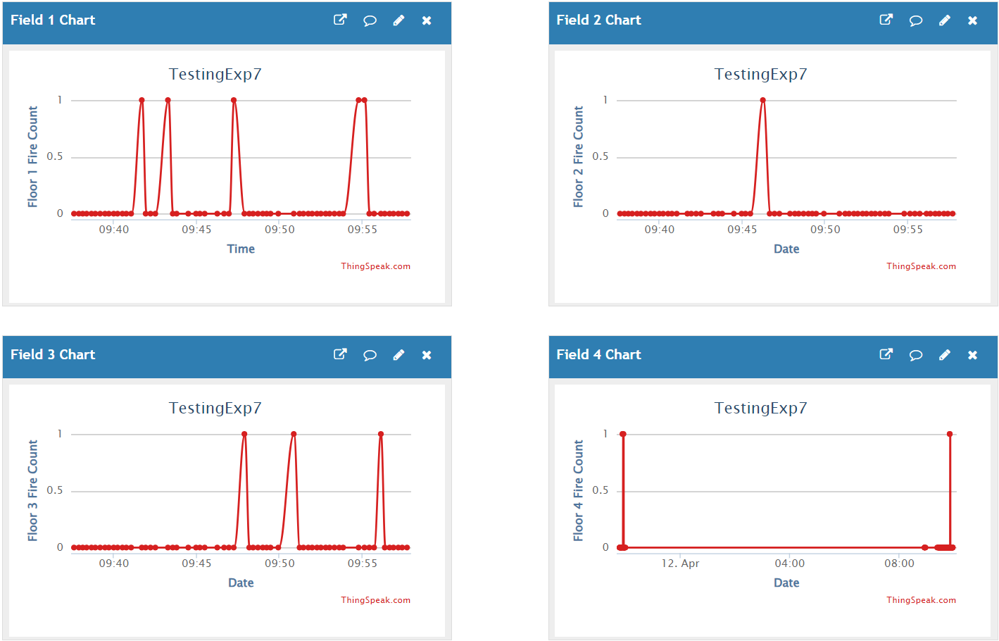 Field 1 Chart
TestingExp7
Floor 1 Fire Count
1
0.5
0
09:40 09:45 09:50 09:55
Time
ThingSpeak.com
Field 2 Chart
TestingExp7
Floor 2 Fire Count
1
0.5
0
09:40 09:45 09:50 09:55
Date
ThingSpeak.com
Field 3 Chart
TestingExp7
Floor 3 Fire Count
1
0.5
0
09:40 09:45 09:50 09:55
Date
ThingSpeak.com
Field 4 Chart
TestingExp7
Floor 4 Fire Count
1
0.5
0
12. Apr 04:00 08:00
Date
ThingSpeak.com